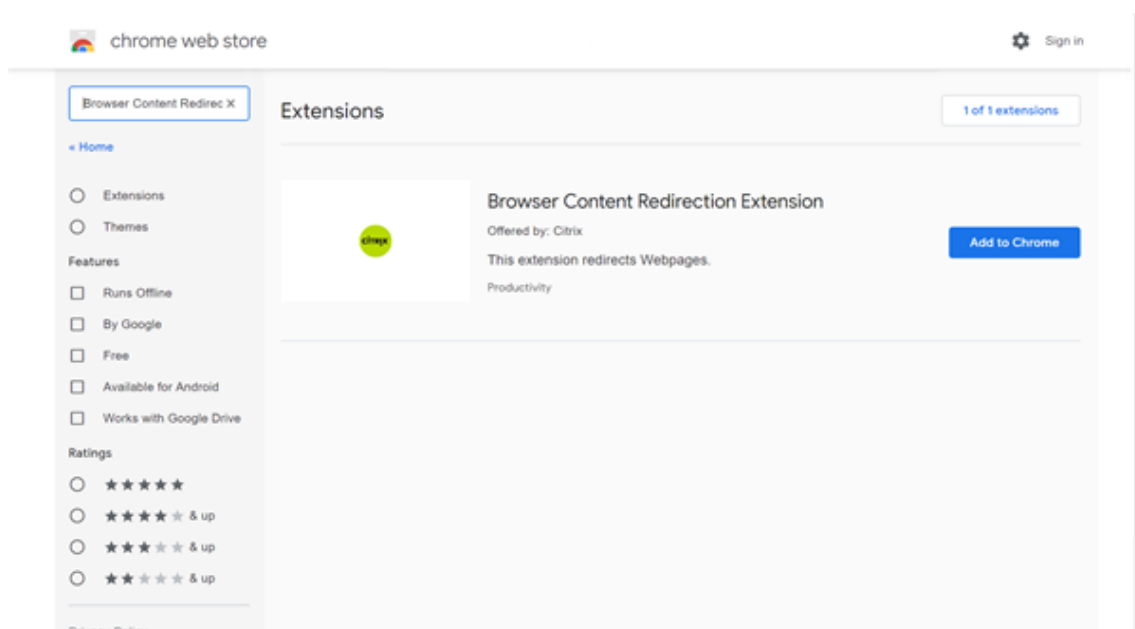 chrome web store
Sign in
Browser Content Redirec X
« Home
Extensions
Themes
Features
Runs Offline
By Google
Free
Available for Android
Works with Google Drive
Ratings
& up
& up
& up
Extensions
1 of 1 extensions
citrix
Browser Content Redirection Extension
Offered by: Citrix
This extension redirects Webpages.
Productivity
Add to Chrome